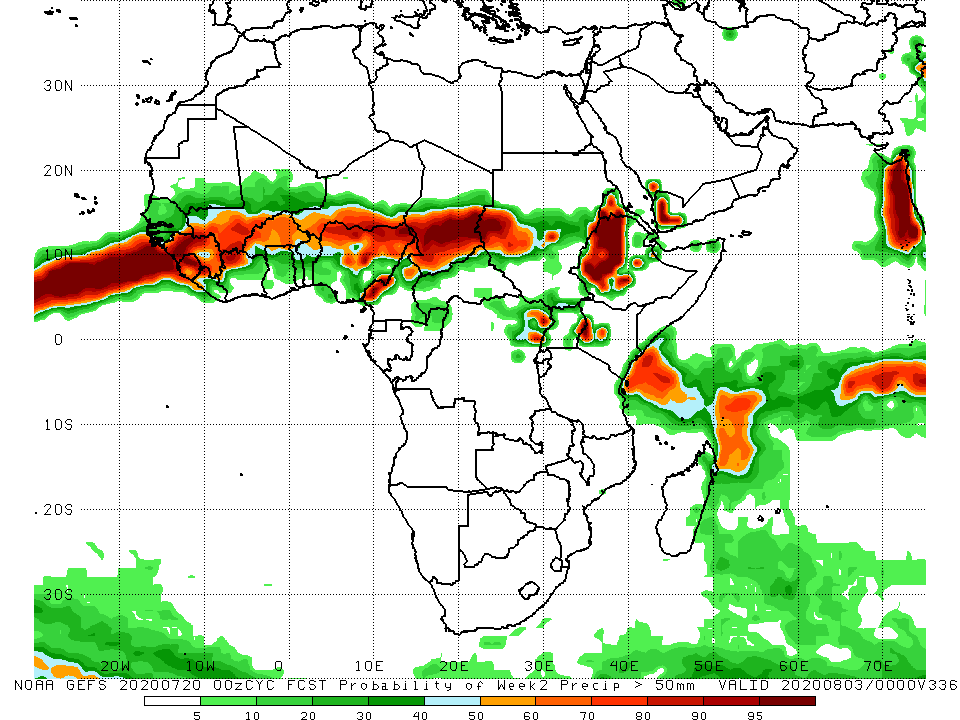 30N
20N
10N
0
10S
20S
30S
20W 10W 0 10E 20E 30E 40E 50E 60E 70E
NOAA GEFS 20200720 00zCYC FCST Probability of Week2 Precip > 50mm VALID 20200803/0000V336
5 10 20 30 40 50 60 70 80 90 95